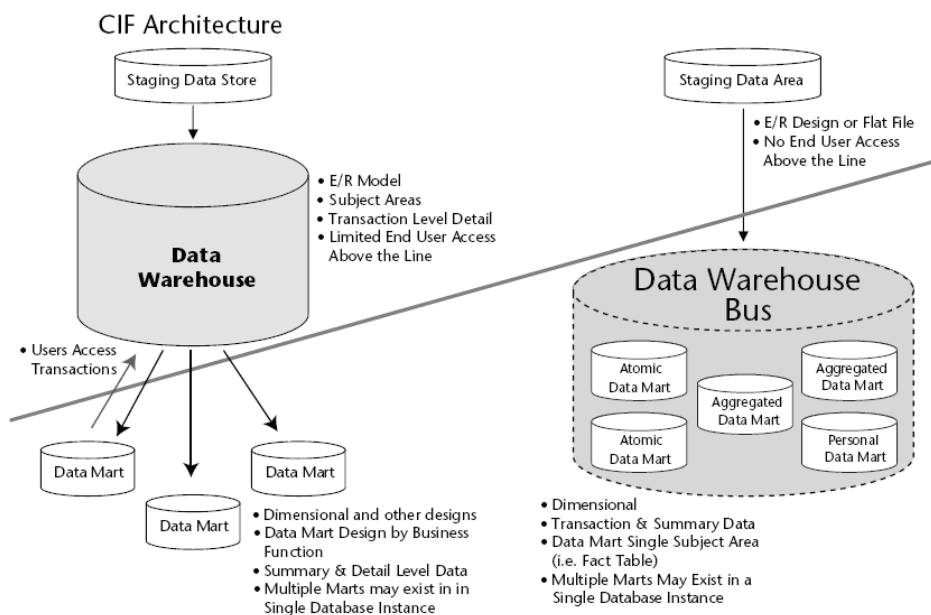 CIF Architecture
Staging Data Store
• E/R Model
• Subject Areas
• Transaction Level Detail
• Limited End User Access
Above the Line
Data
Warehouse
• Users Access
Transactions
Data Mart
Data Mart
Data Mart
• Dimensional and other designs
• Data Mart Design by Business
Function
• Summary & Detail Level Data
• Multiple Marts may exist in in
Single Database Instance
Staging Data Area
• E/R Design or Flat File
• No End User Access
Above the Line
Data Warehouse
Bus
Atomic
Data Mart
Aggregated
Data Mart
Aggregated
Data Mart
Atomic
Data Mart
Personal
Data Mart
• Dimensional
• Transaction & Summary Data
• Data Mart Single Subject Area
(i.e. Fact Table)
• Multiple Marts May Exist in a
Single Database Instance